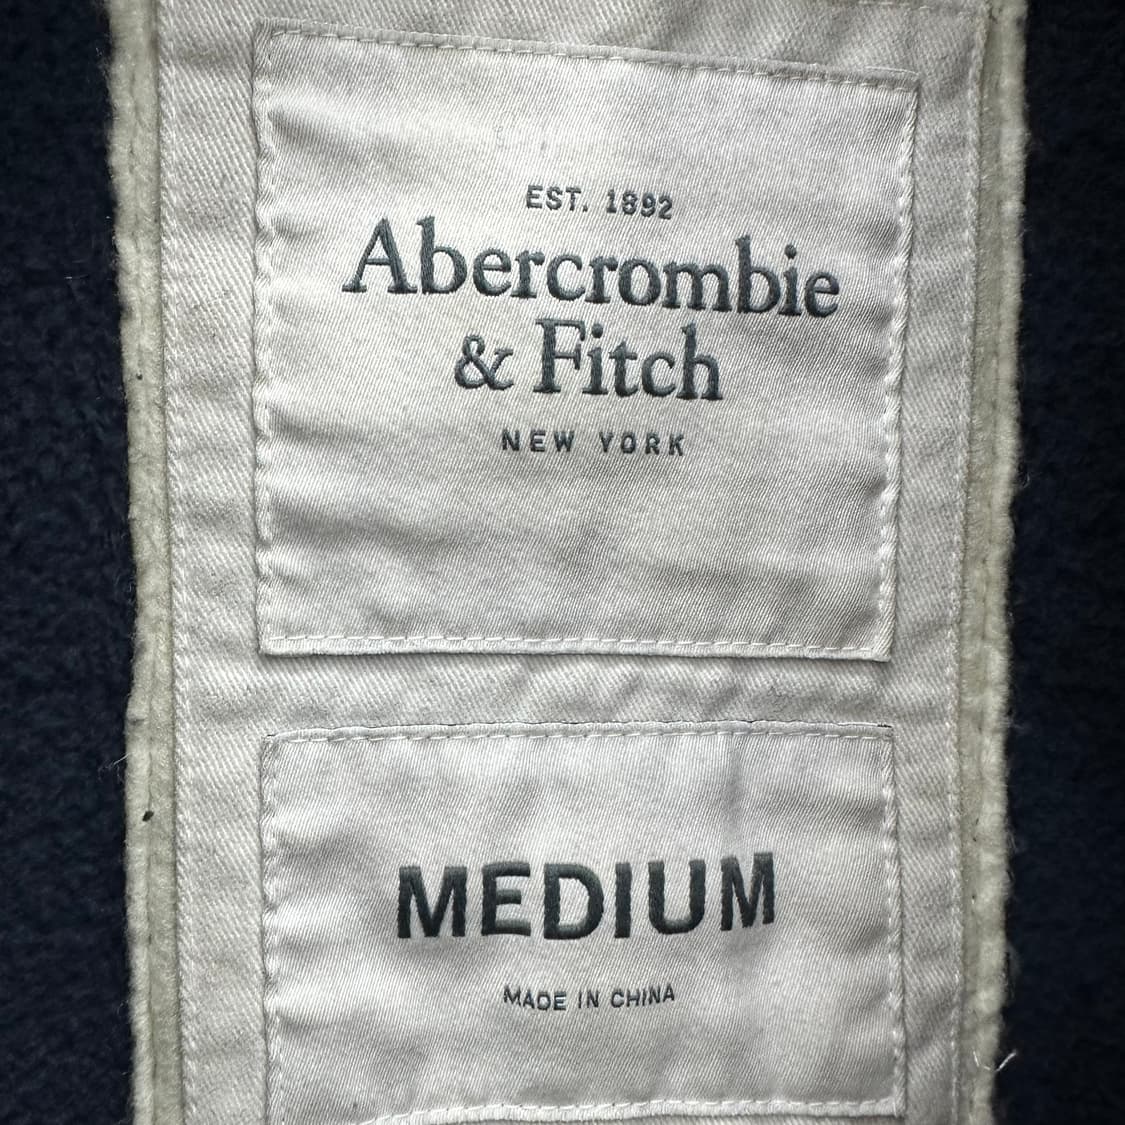 EST. 1892
Abercrombie
& Fitch
NEW YORK
MEDIUM
MADE IN CHINA